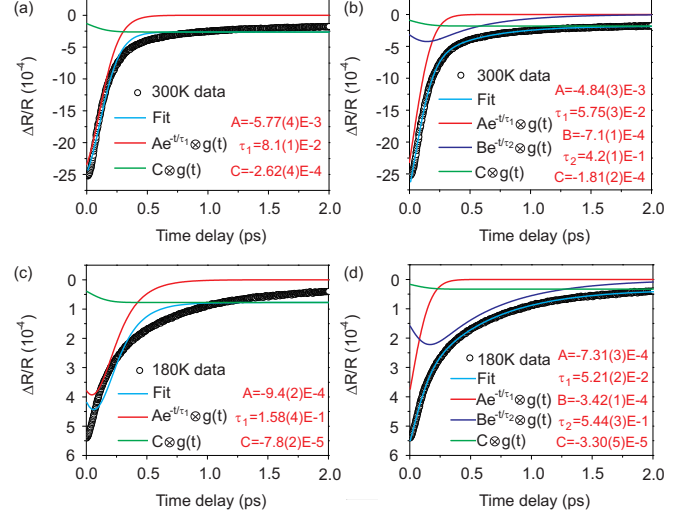 (a)
0
-5
-10
-15
-20
-25
ΔR/R (10⁻⁴)
300K data
Fit
Ae^-t/τ₁⊗g(t)
C⊗g(t)
A=-5.77(4)E-3
τ₁=8.1(1)E-2
C=-2.62(4)E-4
0.0 0.5 1.0 1.5 2.0
Time delay (ps)
(b)
0
-5
-10
-15
-20
-25
ΔR/R (10⁻⁴)
300K data
Fit
Ae^-t/τ₁⊗g(t)
Be^-t/τ₂⊗g(t)
C⊗g(t)
A=-4.84(3)E-3
τ₁=5.75(3)E-2
B=-7.1(1)E-4
τ₂=4.2(1)E-1
C=-1.81(2)E-4
0.0 0.5 1.0 1.5 2.0
Time delay (ps)
(c)
0
1
2
3
4
5
6
ΔR/R (10⁻⁴)
180K data
Fit
Ae^-t/τ₁⊗g(t)
C⊗g(t)
A=-9.4(2)E-4
τ₁=1.58(4)E-1
C=-7.8(2)E-5
0.0 0.5 1.0 1.5 2.0
Time delay (ps)
(d)
0
1
2
3
4
5
6
ΔR/R (10⁻⁴)
180K data
Fit
Ae^-t/τ₁⊗g(t)
Be^-t/τ₂⊗g(t)
C⊗g(t)
A=-7.31(3)E-4
τ₁=5.21(2)E-2
B=-3.42(1)E-4
τ₂=5.44(3)E-1
C=-3.30(5)E-5
0.0 0.5 1.0 1.5 2.0
Time delay (ps)